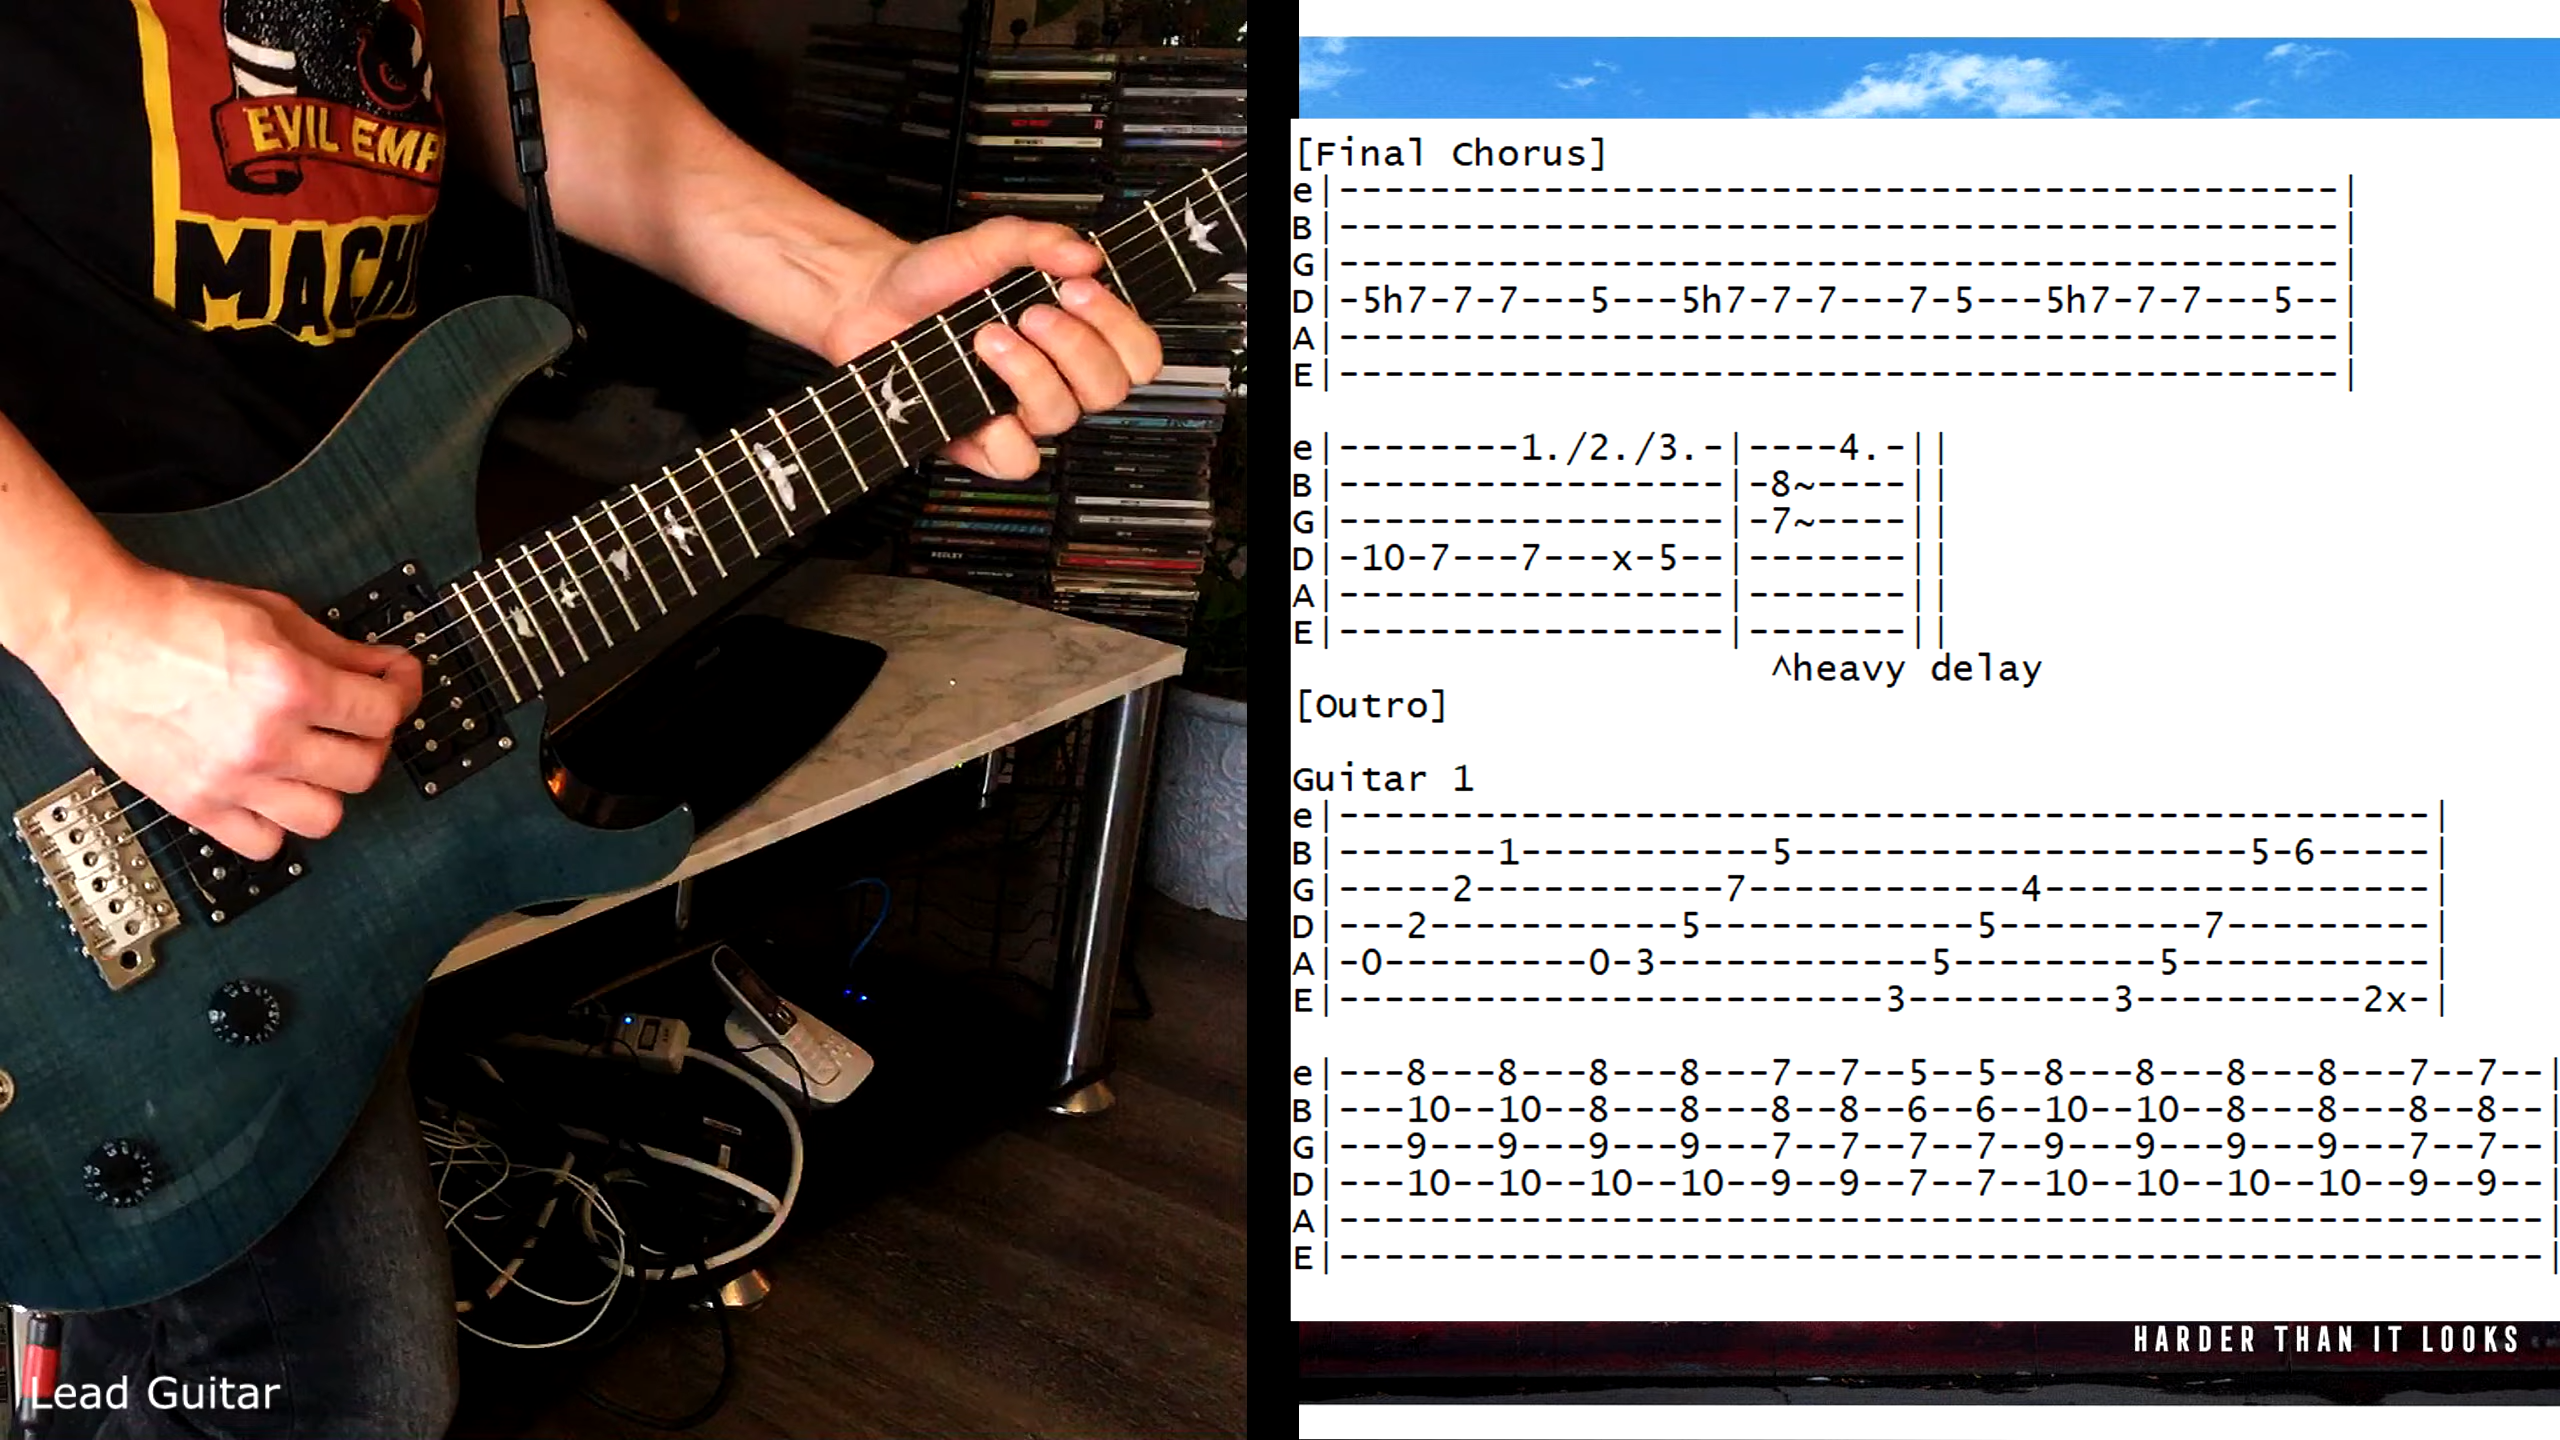 EVIL EMP
MACHI
Lead Guitar
[Final Chorus]
e|--------------------------------------------|
B|--------------------------------------------|
G|--------------------------------------------|
D|-5h7-7-7---5---5h7-7-7---7-5---5h7-7-7---5--|
A|--------------------------------------------|
E|--------------------------------------------|
e|--------1./2./3.-|----4.-||
B|-----------------|-8~----||
G|-----------------|-7~----||
D|-10-7---7---x-5--|-------||
A|-----------------|-------||
E|-----------------|-------||
^heavy delay
[Outro]
Guitar 1
e|------------------------------------------------|
B|-------1-----------5--------------------5-6-----|
G|-----2-----------7------------4-----------------|
D|---2-----------5------------5---------7---------|
A|-0---------0-3------------5---------5-----------|
E|------------------------3---------3----------2x-|
e|---8---8---8---8---7--7--5--5--8---8---8---8---7--7--|
B|---10--10--8---8---8--8--6--6--10--10--8---8---8--8--|
G|---9---9---9---9---7--7--7--7--9---9---9---9---7--7--|
D|---10--10--10--10--9--9--7--7--10--10--10--10--9--9--|
A|-----------------------------------------------------|
E|-----------------------------------------------------|
HARDER THAN IT LOOKS